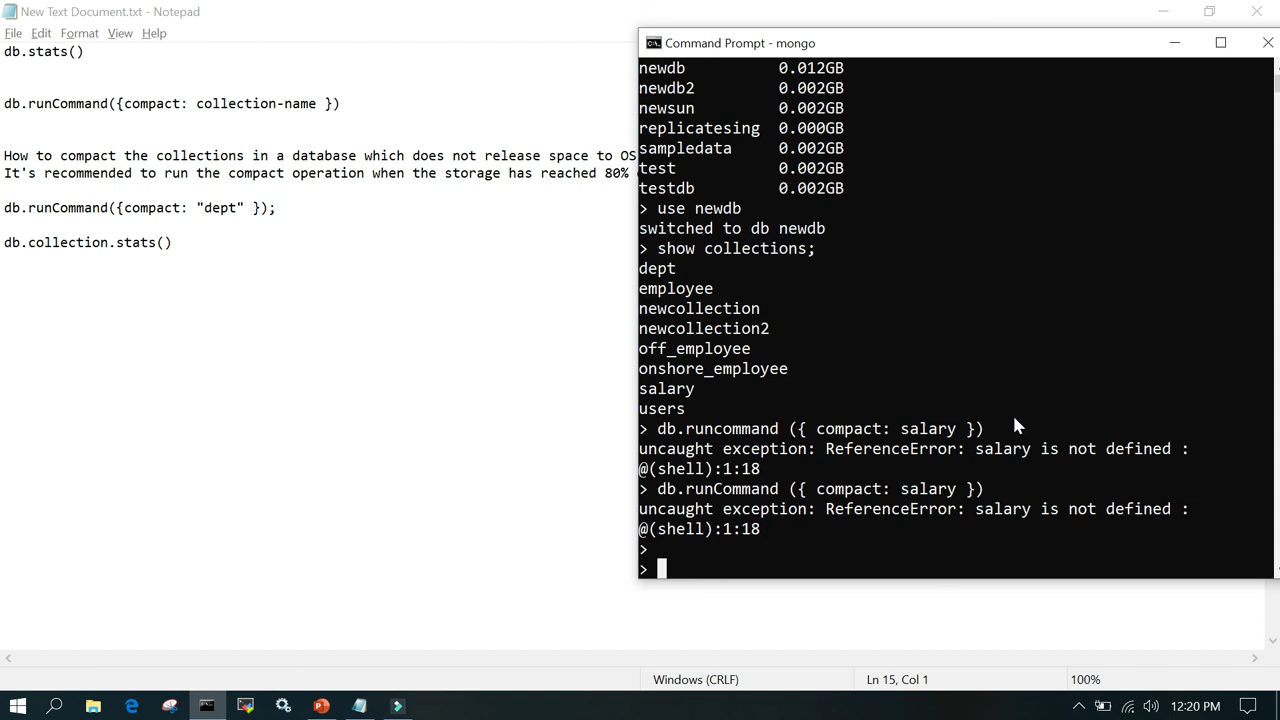 New Text Document.txt - Notepad
File Edit Format View Help
db.stats()
db.runCommand({compact: collection-name })
How to compact the collections in a database which does not release space to OS
It's recommended to run the compact operation when the storage has reached 80%
db.runCommand({compact: "dept" });
db.collection.stats()
Command Prompt - mongo
newdb 0.012GB
newdb2 0.002GB
newsun 0.002GB
replicatesing 0.000GB
sampledata 0.002GB
test 0.002GB
testdb 0.002GB
> use newdb
switched to db newdb
> show collections;
dept
employee
newcollection
newcollection2
off_employee
onshore_employee
salary
users
> db.runcommand ({ compact: salary })
uncaught exception: ReferenceError: salary is not defined :
@(shell):1:18
> db.runCommand ({ compact: salary })
uncaught exception: ReferenceError: salary is not defined :
@(shell):1:18
>
>
Windows (CRLF) Ln 15, Col 1 100%
12:20 PM